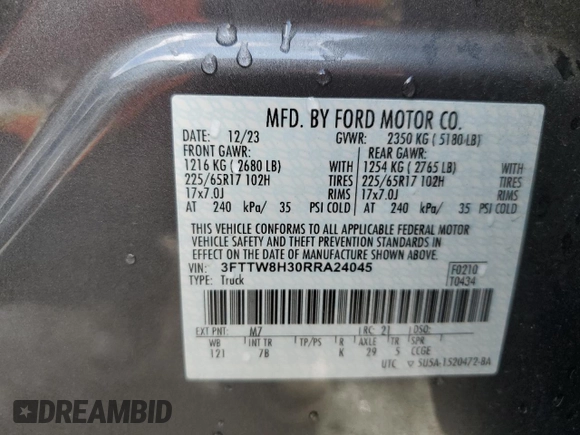 MFD. BY FORD MOTOR CO.
DATE: 12/23 GVWR: 2350 KG ( 5180 LB)
FRONT GAWR: REAR GAWR:
1216 KG ( 2680 LB) WITH 1254 KG ( 2765 LB) WITH
225/65R17 102H TIRES 225/65R17 102H TIRES
17x7.0J RIMS 17x7.0J RIMS
AT 240 kPa/ 35 PSI COLD AT 240 kPa/ 35 PSI COLD
THIS VEHICLE CONFORMS TO ALL APPLICABLE FEDERAL MOTOR
VEHICLE SAFETY AND THEFT PREVENTION STANDARDS IN
EFFECT ON THE DATE OF MANUFACTURE SHOWN ABOVE.
VIN: 3FTTW8H30RRA24045 F0210
TYPE: Truck T0434
EXT PNT: M7 RC: 21 DSO:
WB INT TR TP/PS R AXLE TR SPR
121 7B K 29 5 CCGE
UTC SUSA-1520472-BA
DREAMBID